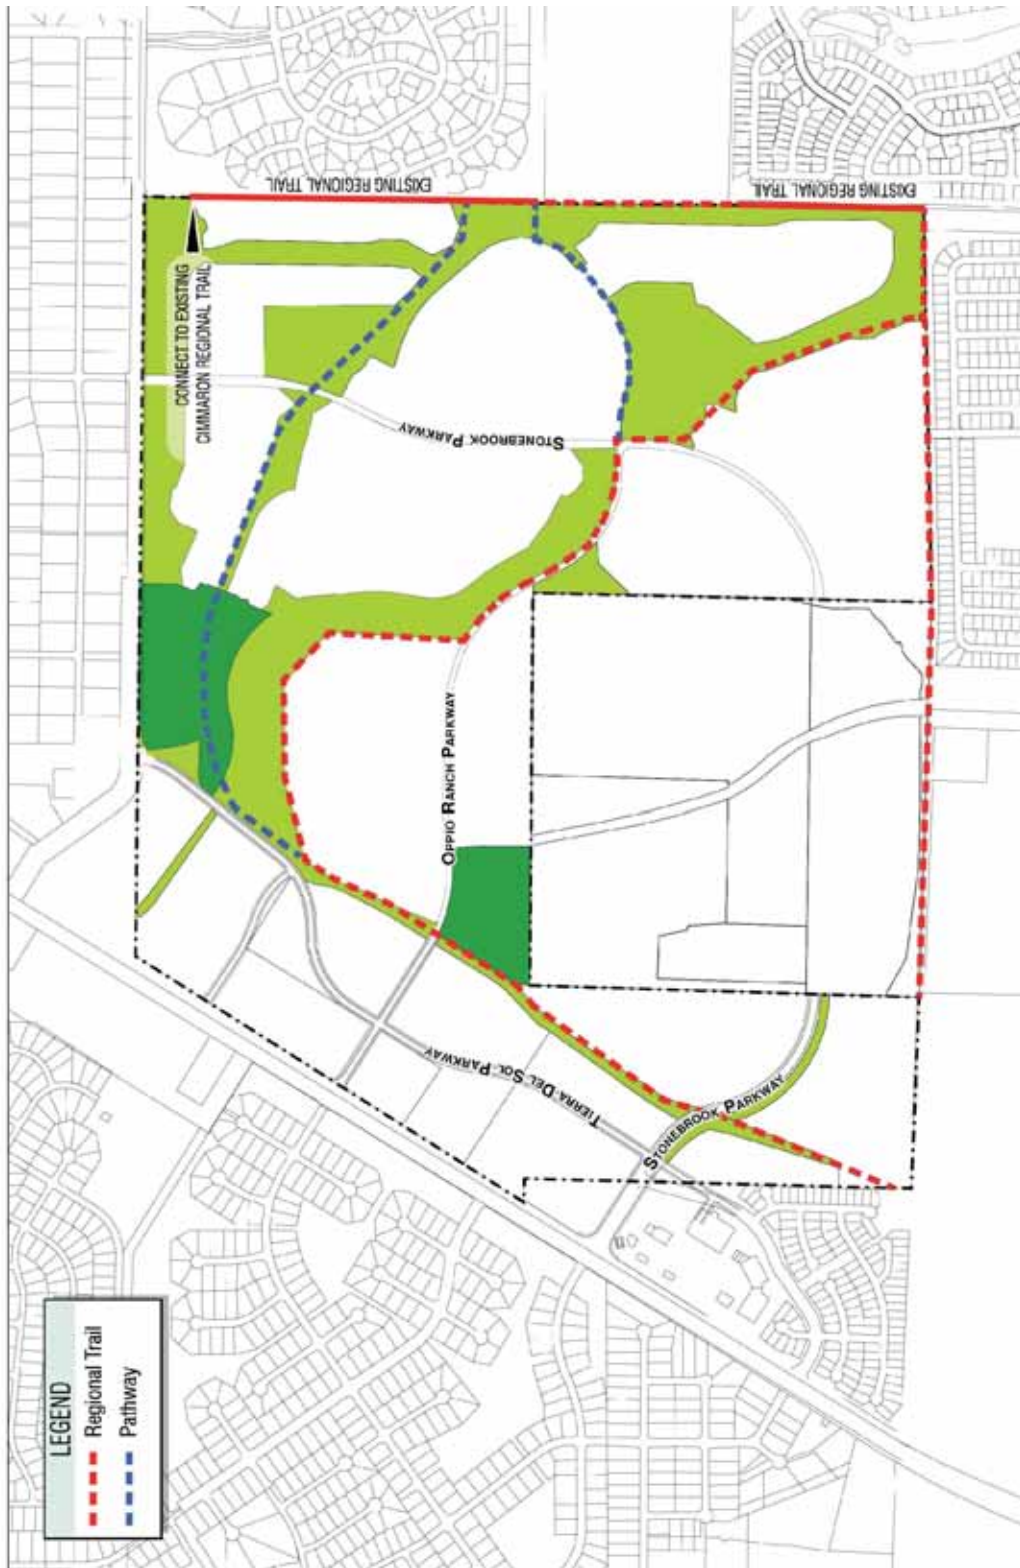 LEGEND
Regional Trail
Pathway
CONNECT TO EXISTING
CIMMARON REGIONAL TRAIL
EXISTING REGIONAL TRAIL
EXISTING REGIONAL TRAIL
STONEBROOK PARKWAY
OPPIO RANCH PARKWAY
TIERRA DEL SOL PARKWAY
STONEBROOK PARKWAY